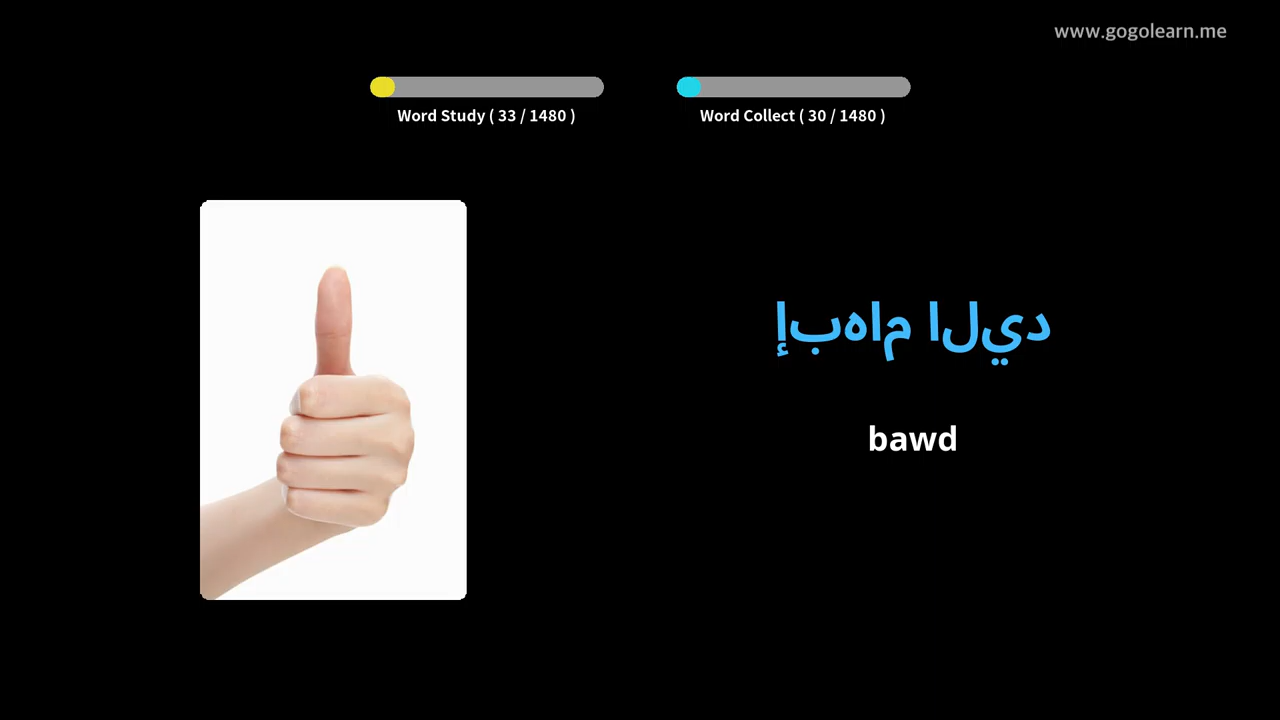 www.gogolearn.me
Word Study ( 33 / 1480 )
Word Collect ( 30 / 1480 )
إبهام اليد
bawd